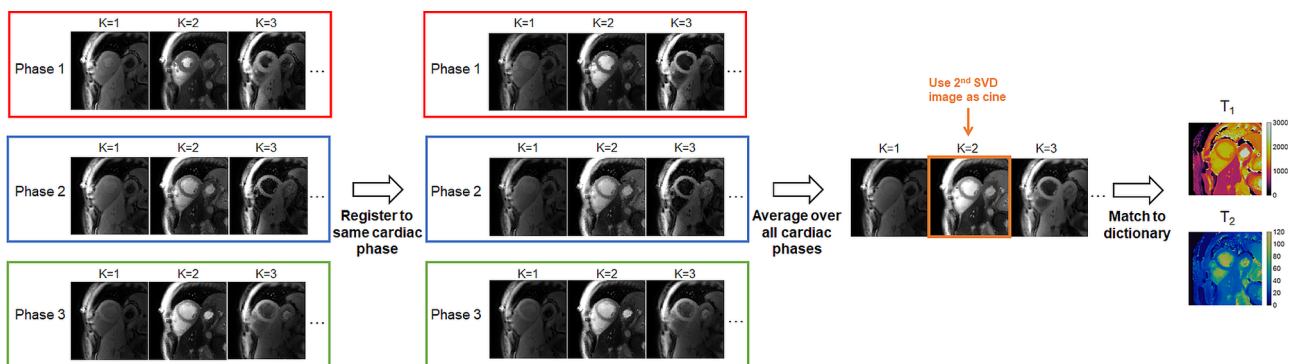 K=1 K=2 K=3
Phase 1
...
K=1 K=2 K=3
Phase 2
...
K=1 K=2 K=3
Phase 3
...
Register to
same cardiac
phase
K=1 K=2 K=3
Phase 1
...
K=1 K=2 K=3
Phase 2
...
K=1 K=2 K=3
Phase 3
...
Average over
all cardiac
phases
Use 2nd SVD
image as cine
K=1 K=2 K=3
...
Match to
dictionary
T1
3000
2000
1000
0
T2
120
100
80
60
40
20
0